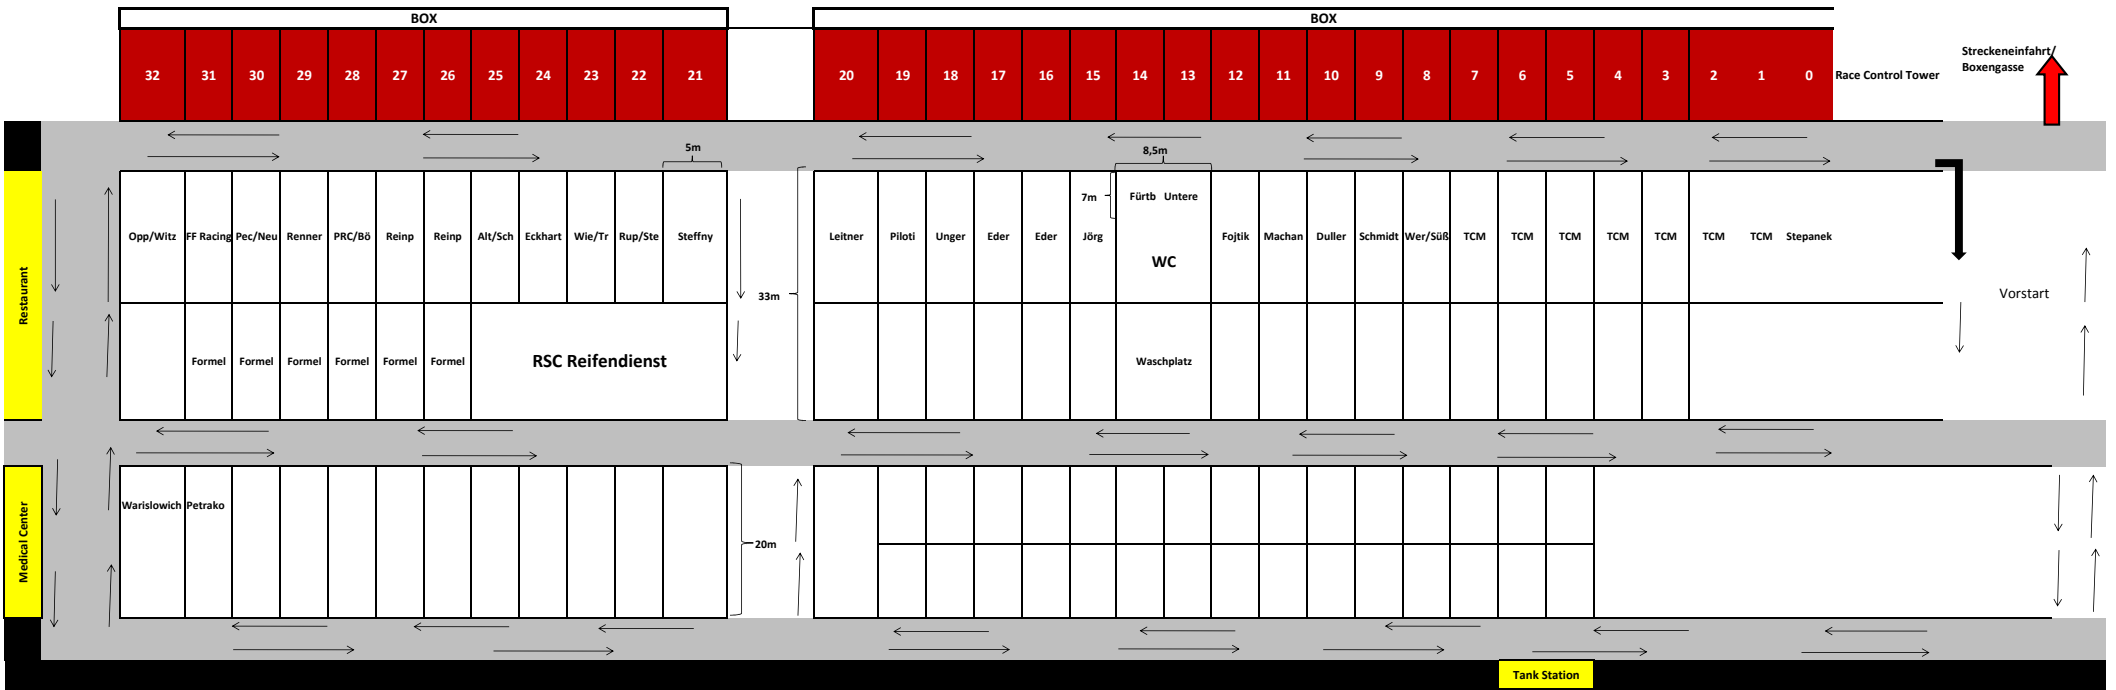 BOX BOX
32 31 30 29 28 27 26 25 24 23 22 21 20 19 18 17 16 15 14 13 12 11 10 9 8 7 6 5 4 3 2 1 0 Race Control Tower
Streckeneinfahrt/
Boxengasse
5m 8,5m
7m Fürtb Untere
Opp/Witz FF Racing Pec/Neu Renner PRC/Bö Reinp Reinp Alt/Sch Eckhart Wie/Tr Rup/Ste Steffny Leitner Piloti Unger Eder Eder Jörg Fojtik Machan Duller Schmidt Wer/Süß TCM TCM TCM TCM TCM TCM TCM Stepanek
WC
Restaurant
33m
Vorstart
Formel Formel Formel Formel Formel Formel RSC Reifendienst Waschplatz
Warislowich Petrako
Medical Center
20m
Tank Station